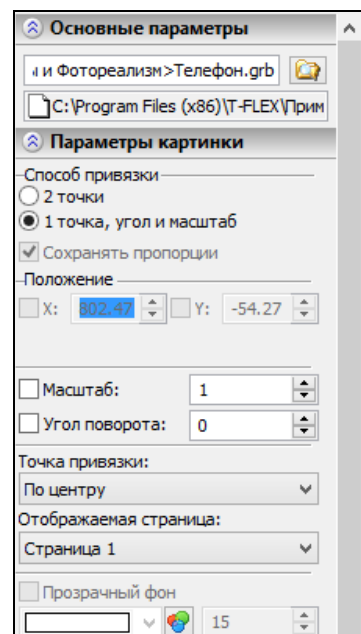 Основные параметры
и Фотореализм>Телефон.grb
C:\Program Files (x86)\T-FLEX\Прим
Параметры картинки
Способ привязки
2 точки
1 точка, угол и масштаб
Сохранять пропорции
Положение
X: 802.47 Y: -54.27
Масштаб: 1
Угол поворота: 0
Точка привязки:
По центру
Отображаемая страница:
Страница 1
Прозрачный фон
15